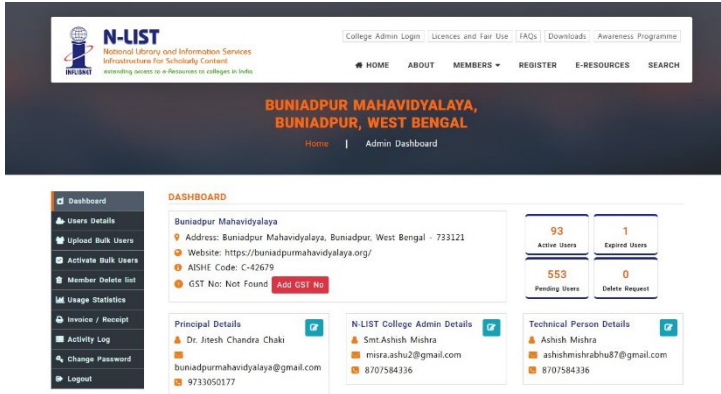 N-LIST
National Library and Information Services
Infrastructure for Scholarly Content
extending access to e-Resources to colleges in India
INFLIBNET
College Admin Login
Licences and Fair Use
FAQs
Downloads
Awareness Programme
HOME
ABOUT
MEMBERS
REGISTER
E-RESOURCES
SEARCH
BUNIADPUR MAHAVIDYALAYA,
BUNIADPUR, WEST BENGAL
Home | Admin Dashboard
Dashboard
Users Details
Upload Bulk Users
Activate Bulk Users
Member Delete list
Usage Statistics
Invoice / Receipt
Activity Log
Change Password
Logout
DASHBOARD
Buniadpur Mahavidyalaya
Address: Buniadpur Mahavidyalaya, Buniadpur, West Bengal - 733121
Website: https://buniadpurmahavidyalaya.org/
AISHE Code: C-42679
GST No: Not Found Add GST No
93
Active Users
1
Expired Users
553
Pending Users
0
Delete Request
Principal Details
Dr. Jitesh Chandra Chaki
buniadpurmahavidyalaya@gmail.com
9733050177
N-LIST College Admin Details
Smt.Ashish Mishra
misra.ashu2@gmail.com
8707584336
Technical Person Details
Ashish Mishra
ashishmishrabhu87@gmail.com
8707584336